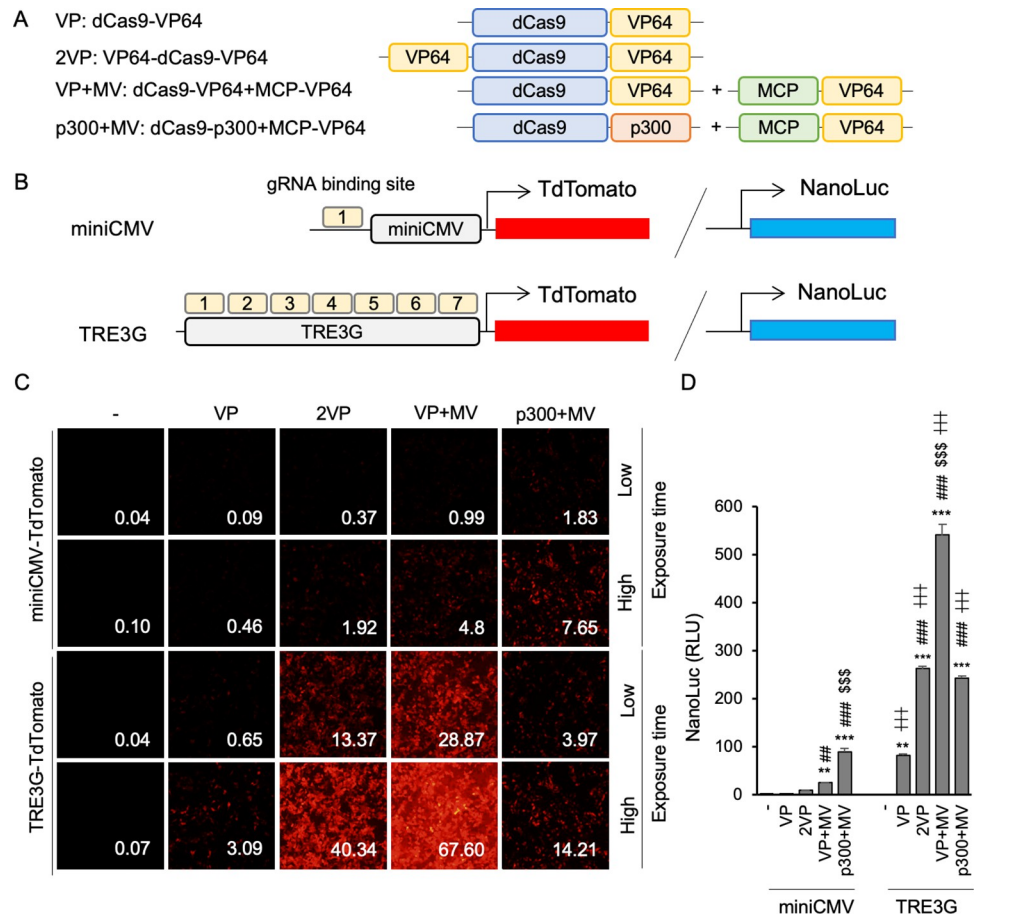 A
VP: dCas9-VP64
dCas9 VP64
2VP: VP64-dCas9-VP64
VP64 dCas9 VP64
VP+MV: dCas9-VP64+MCP-VP64
dCas9 VP64 + MCP VP64
p300+MV: dCas9-p300+MCP-VP64
dCas9 p300 + MCP VP64
B
gRNA binding site
miniCMV
1
miniCMV
TdTomato
NanoLuc
TRE3G
1 2 3 4 5 6 7
TRE3G
TdTomato
NanoLuc
C
- VP 2VP VP+MV p300+MV
miniCMV-TdTomato
0.04 0.09 0.37 0.99 1.83
Low
0.10 0.46 1.92 4.8 7.65
High
Exposure time
TRE3G-TdTomato
0.04 0.65 13.37 28.87 3.97
Low
0.07 3.09 40.34 67.60 14.21
High
Exposure time
D
NanoLuc (RLU)
600
500
400
300
200
100
0
** ##
*** ### $$$
** ‡‡‡
*** ### ‡‡‡
*** ### $$$ ‡‡‡
*** ### ‡‡‡
- VP 2VP VP+MV p300+MV
- VP 2VP VP+MV p300+MV
miniCMV TRE3G